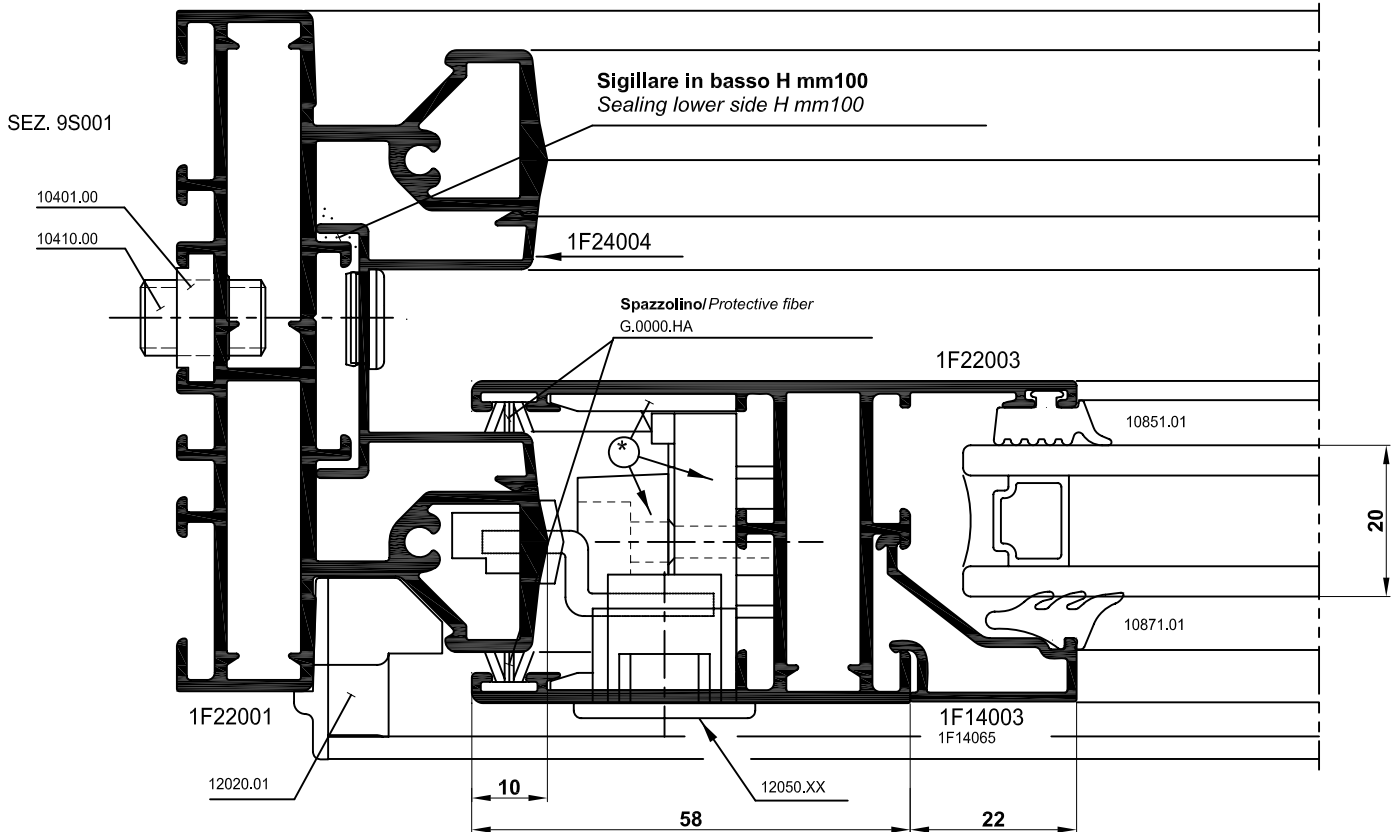 Sigillare in basso H mm100
Sealing lower side H mm100
SEZ. 9S001
10401.00
10410.00
1F24004
Spazzolino/Protective fiber
G.0000.HA
1F22003
10851.01
*
20
10871.01
1F22001
1F14003
1F14065
12020.01
10
12050.XX
58
22